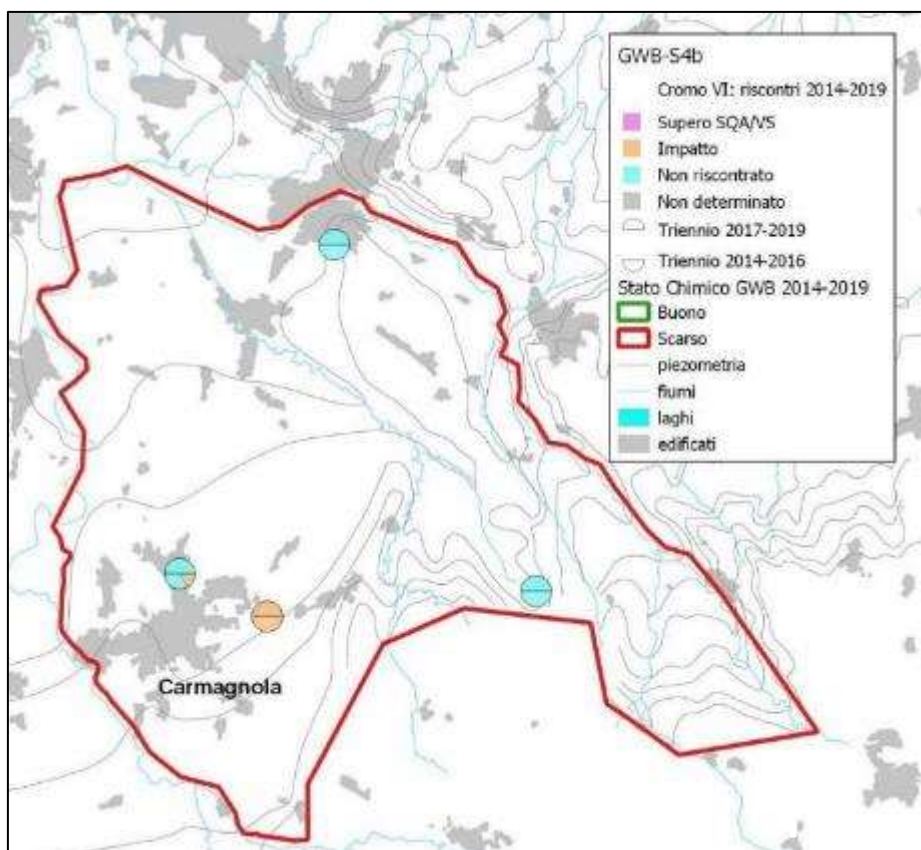 GWB-S4b
Cromo VI: riscontri 2014-2019
Supero SQA/VS
Impatto
Non riscontrato
Non determinato
Triennio 2017-2019
Triennio 2014-2016
Stato Chimico GWB 2014-2019
Buono
Scarso
piezometria
fiumi
laghi
edificati
Carmagnola